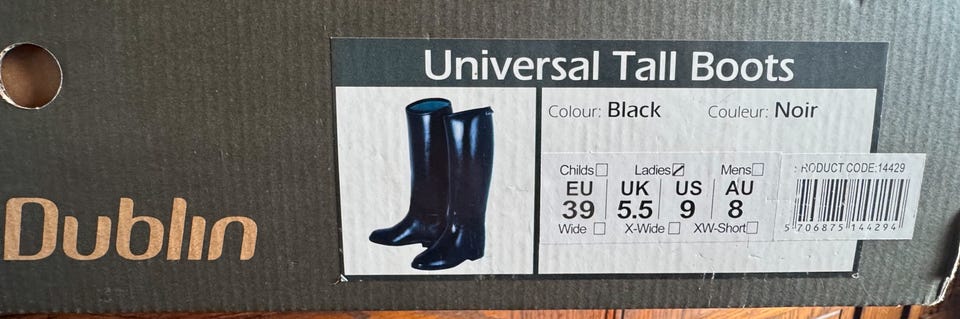 Dublin
Universal Tall Boots
Colour: Black Couleur: Noir
Childs Ladies Mens
EU UK US AU
39 5.5 9 8
Wide X-Wide XW-Short
PRODUCT CODE:14429
5 706875 144294